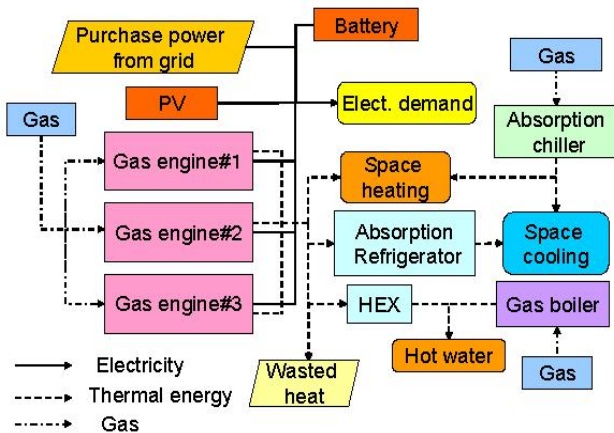 Purchase power
from grid
Battery
Gas
PV
Elect. demand
Gas
Absorption
chiller
Gas engine#1
Space
heating
Gas engine#2
Absorption
Refrigerator
Space
cooling
Gas engine#3
HEX
Gas boiler
Hot water
Wasted
heat
Gas
Electricity
Thermal energy
Gas